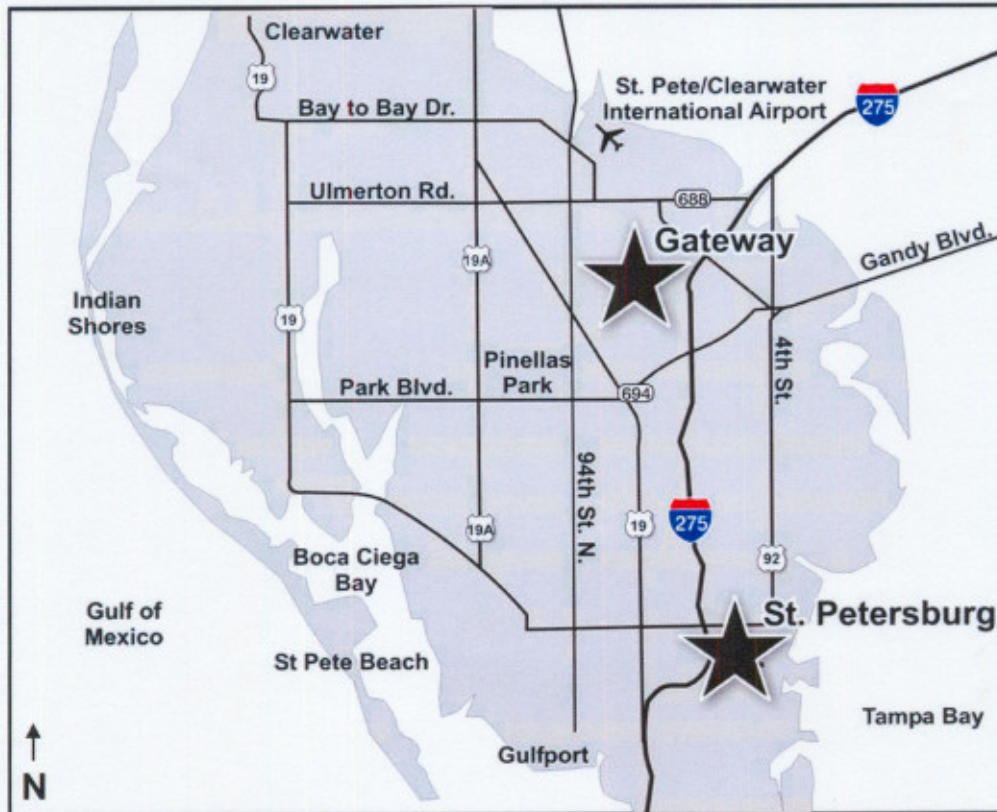 Clearwater
19
St. Pete/Clearwater
International Airport
275
Bay to Bay Dr.
Ulmerton Rd.
688
Gateway
Gandy Blvd.
19A
Indian
Shores
19
4th St.
Pinellas
Park
Park Blvd.
694
94th St. N.
19A
19
275
92
Boca Ciega
Bay
Gulf of
Mexico
St. Petersburg
St Pete Beach
Tampa Bay
Gulfport
N